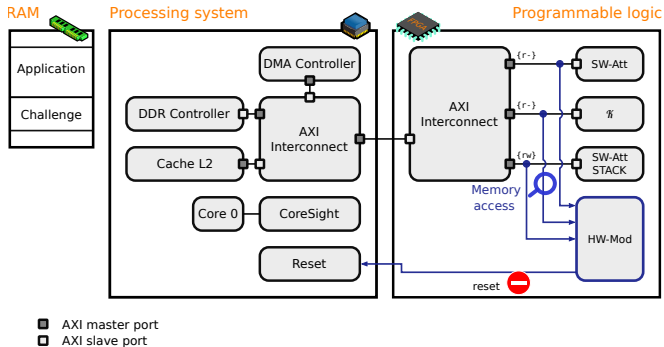 RAM
Processing system
Programmable logic
FPGA
Application
Challenge
DMA Controller
DDR Controller
Cache L2
AXI
Interconnect
Core 0
CoreSight
Reset
AXI
Interconnect
{r-}
SW-Att
{r-}
𝒦
{rw}
SW-Att
STACK
Memory
access
HW-Mod
reset
AXI master port
AXI slave port